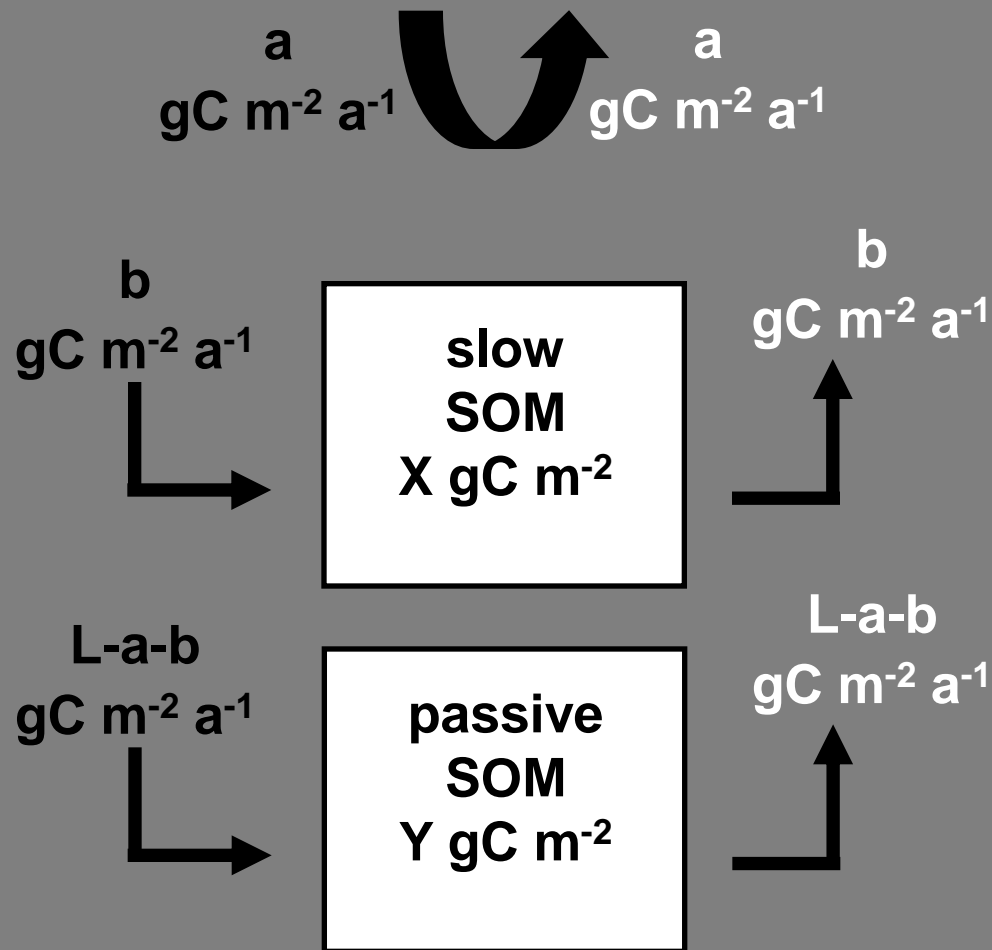 a
gC m⁻² a⁻¹
a
gC m⁻² a⁻¹
b
gC m⁻² a⁻¹
slow
SOM
X gC m⁻²
b
gC m⁻² a⁻¹
L-a-b
gC m⁻² a⁻¹
passive
SOM
Y gC m⁻²
L-a-b
gC m⁻² a⁻¹